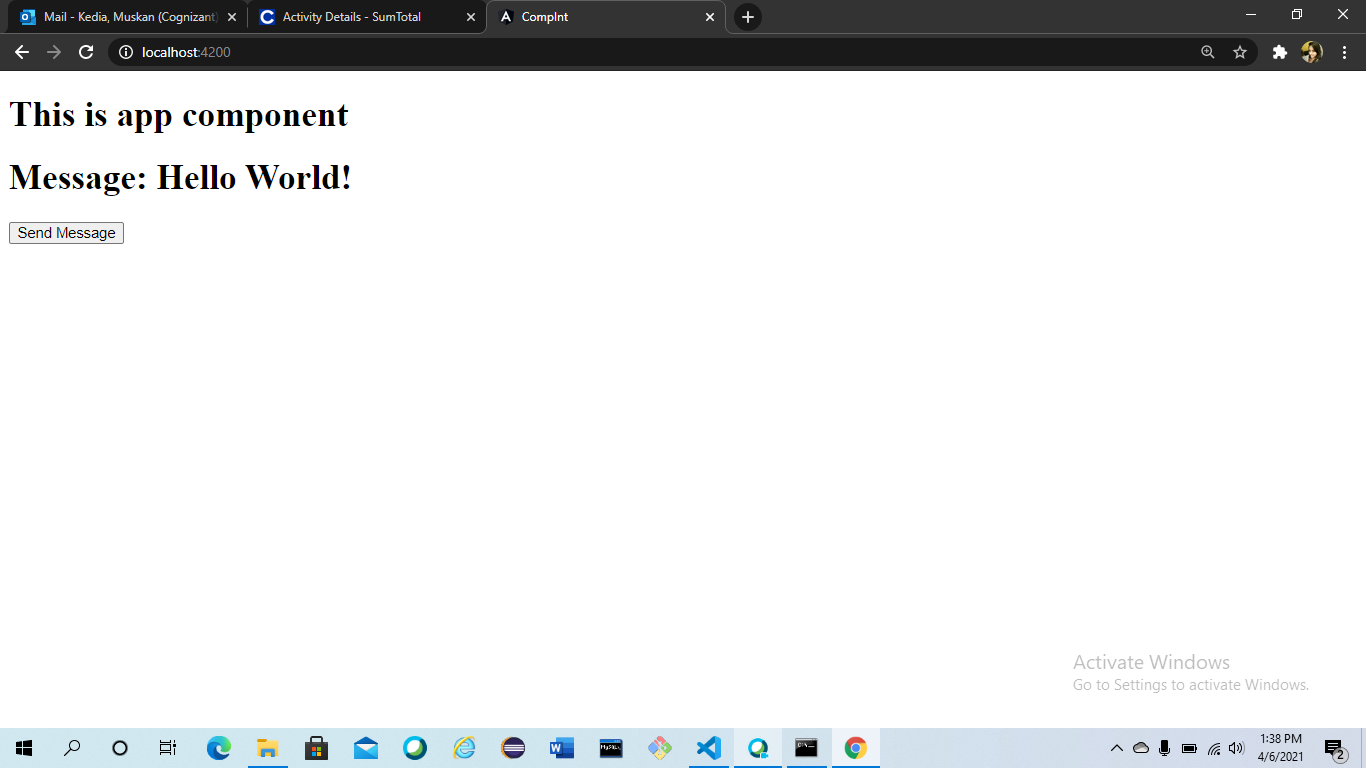 Mail - Kedia, Muskan (Cognizant)
Activity Details - SumTotal
CompInt
localhost:4200
This is app component
Message: Hello World!
Send Message
Activate Windows
Go to Settings to activate Windows.
1:38 PM
4/6/2021
2